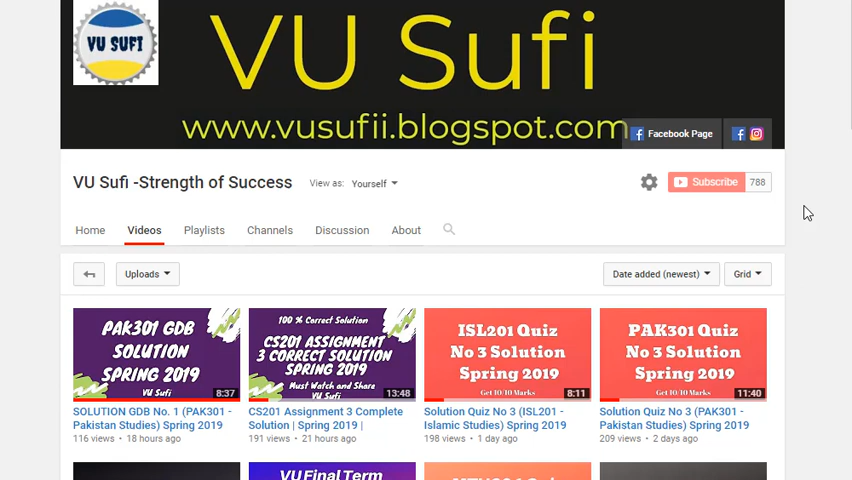 VU SUFI
VU Sufi
www.vusufii.blogspot.com
Facebook Page
VU Sufi -Strength of Success
View as: Yourself
Subscribe 788
Home Videos Playlists Channels Discussion About
Uploads
Date added (newest)
Grid
PAK301 GDB
SOLUTION
SPRING 2019
VU Sufi
8:37
SOLUTION GDB No. 1 (PAK301 -
Pakistan Studies) Spring 2019
116 views • 18 hours ago
100 % Correct Solution
CS201 ASSIGNMENT
3 CORRECT SOLUTION
SPRING 2019
Must Watch and Share
VU Sufi
13:48
CS201 Assignment 3 Complete
Solution | Spring 2019 |
191 views • 21 hours ago
ISL201 Quiz
No 3 Solution
Spring 2019
Get 10/10 Marks
8:11
Solution Quiz No 3 (ISL201 -
Islamic Studies) Spring 2019
198 views • 1 day ago
PAK301 Quiz
No 3 Solution
Spring 2019
Get 10/10 Marks
11:40
Solution Quiz No 3 (PAK301 -
Pakistan Studies) Spring 2019
209 views • 2 days ago
VU Final Term